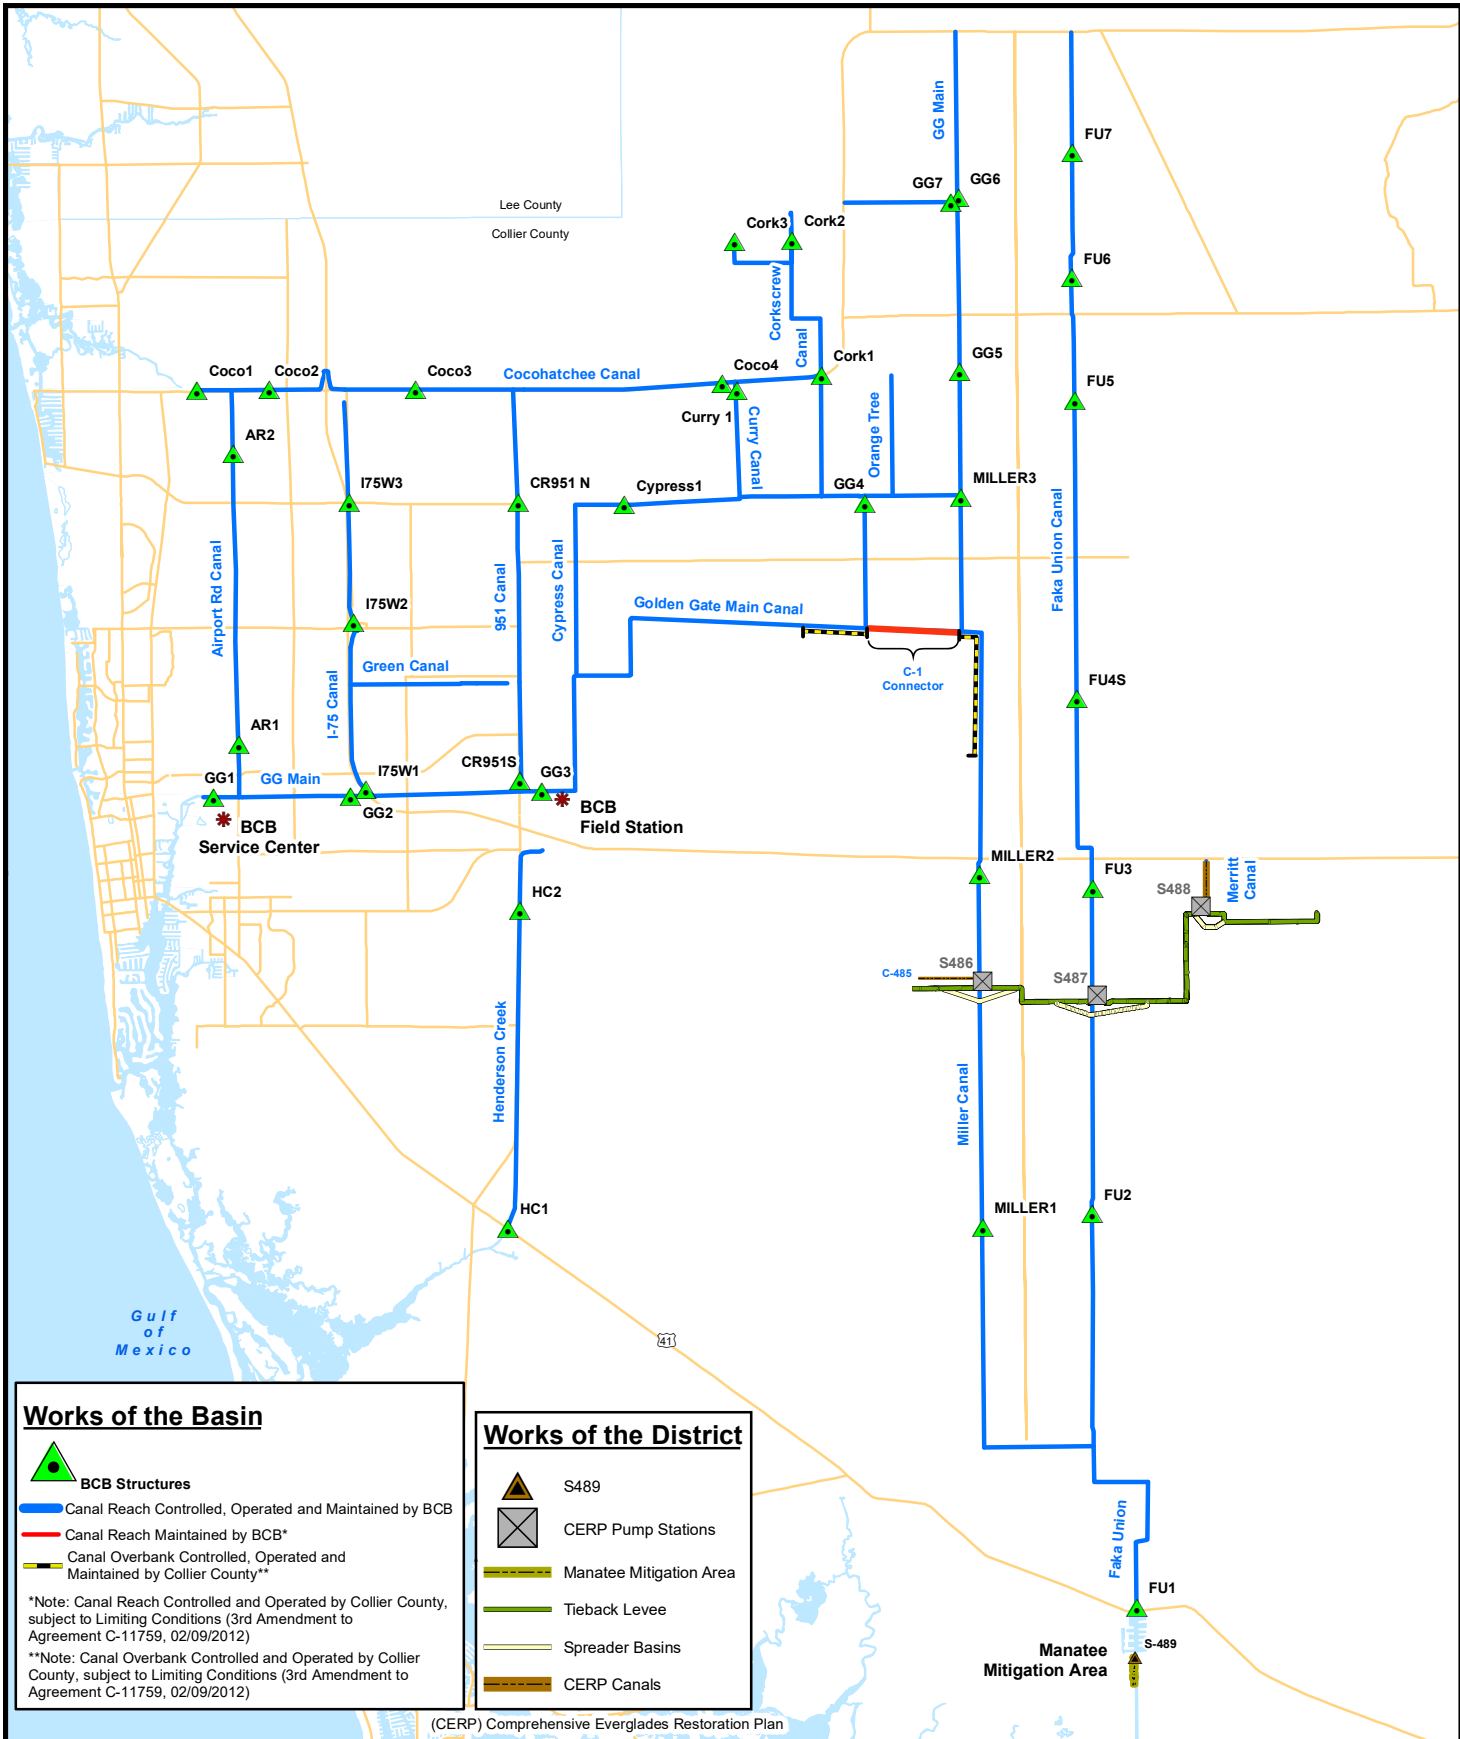 GG Main
FU7
GG7
GG6
Lee County
Collier County
Cork3
Cork2
FU6
Corkscrew
Canal
Coco1
Coco2
Coco3
Cocohatchee Canal
Coco4
Cork1
GG5
FU5
Curry 1
Curry Canal
Orange Tree
AR2
I75W3
CR951 N
Cypress1
GG4
MILLER3
Airport Rd Canal
951 Canal
Cypress Canal
Faka Union Canal
I75W2
Golden Gate Main Canal
Green Canal
C-1
Connector
FU4S
I-75 Canal
AR1
GG1
GG Main
I75W1
CR951S
GG3
GG2
BCB
Service Center
BCB
Field Station
MILLER2
FU3
S488
Merritt
Canal
HC2
S486
C-485
S487
Henderson Creek
Miller Canal
HC1
MILLER1
FU2
Gulf
of
Mexico
41
Faka Union
FU1
S-489
Manatee
Mitigation Area
Works of the Basin
BCB Structures
Canal Reach Controlled, Operated and Maintained by BCB
Canal Reach Maintained by BCB*
Canal Overbank Controlled, Operated and
Maintained by Collier County**
*Note: Canal Reach Controlled and Operated by Collier County,
subject to Limiting Conditions (3rd Amendment to
Agreement C-11759, 02/09/2012)
**Note: Canal Overbank Controlled and Operated by Collier
County, subject to Limiting Conditions (3rd Amendment to
Agreement C-11759, 02/09/2012)
Works of the District
S489
CERP Pump Stations
Manatee Mitigation Area
Tieback Levee
Spreader Basins
CERP Canals
(CERP) Comprehensive Everglades Restoration Plan